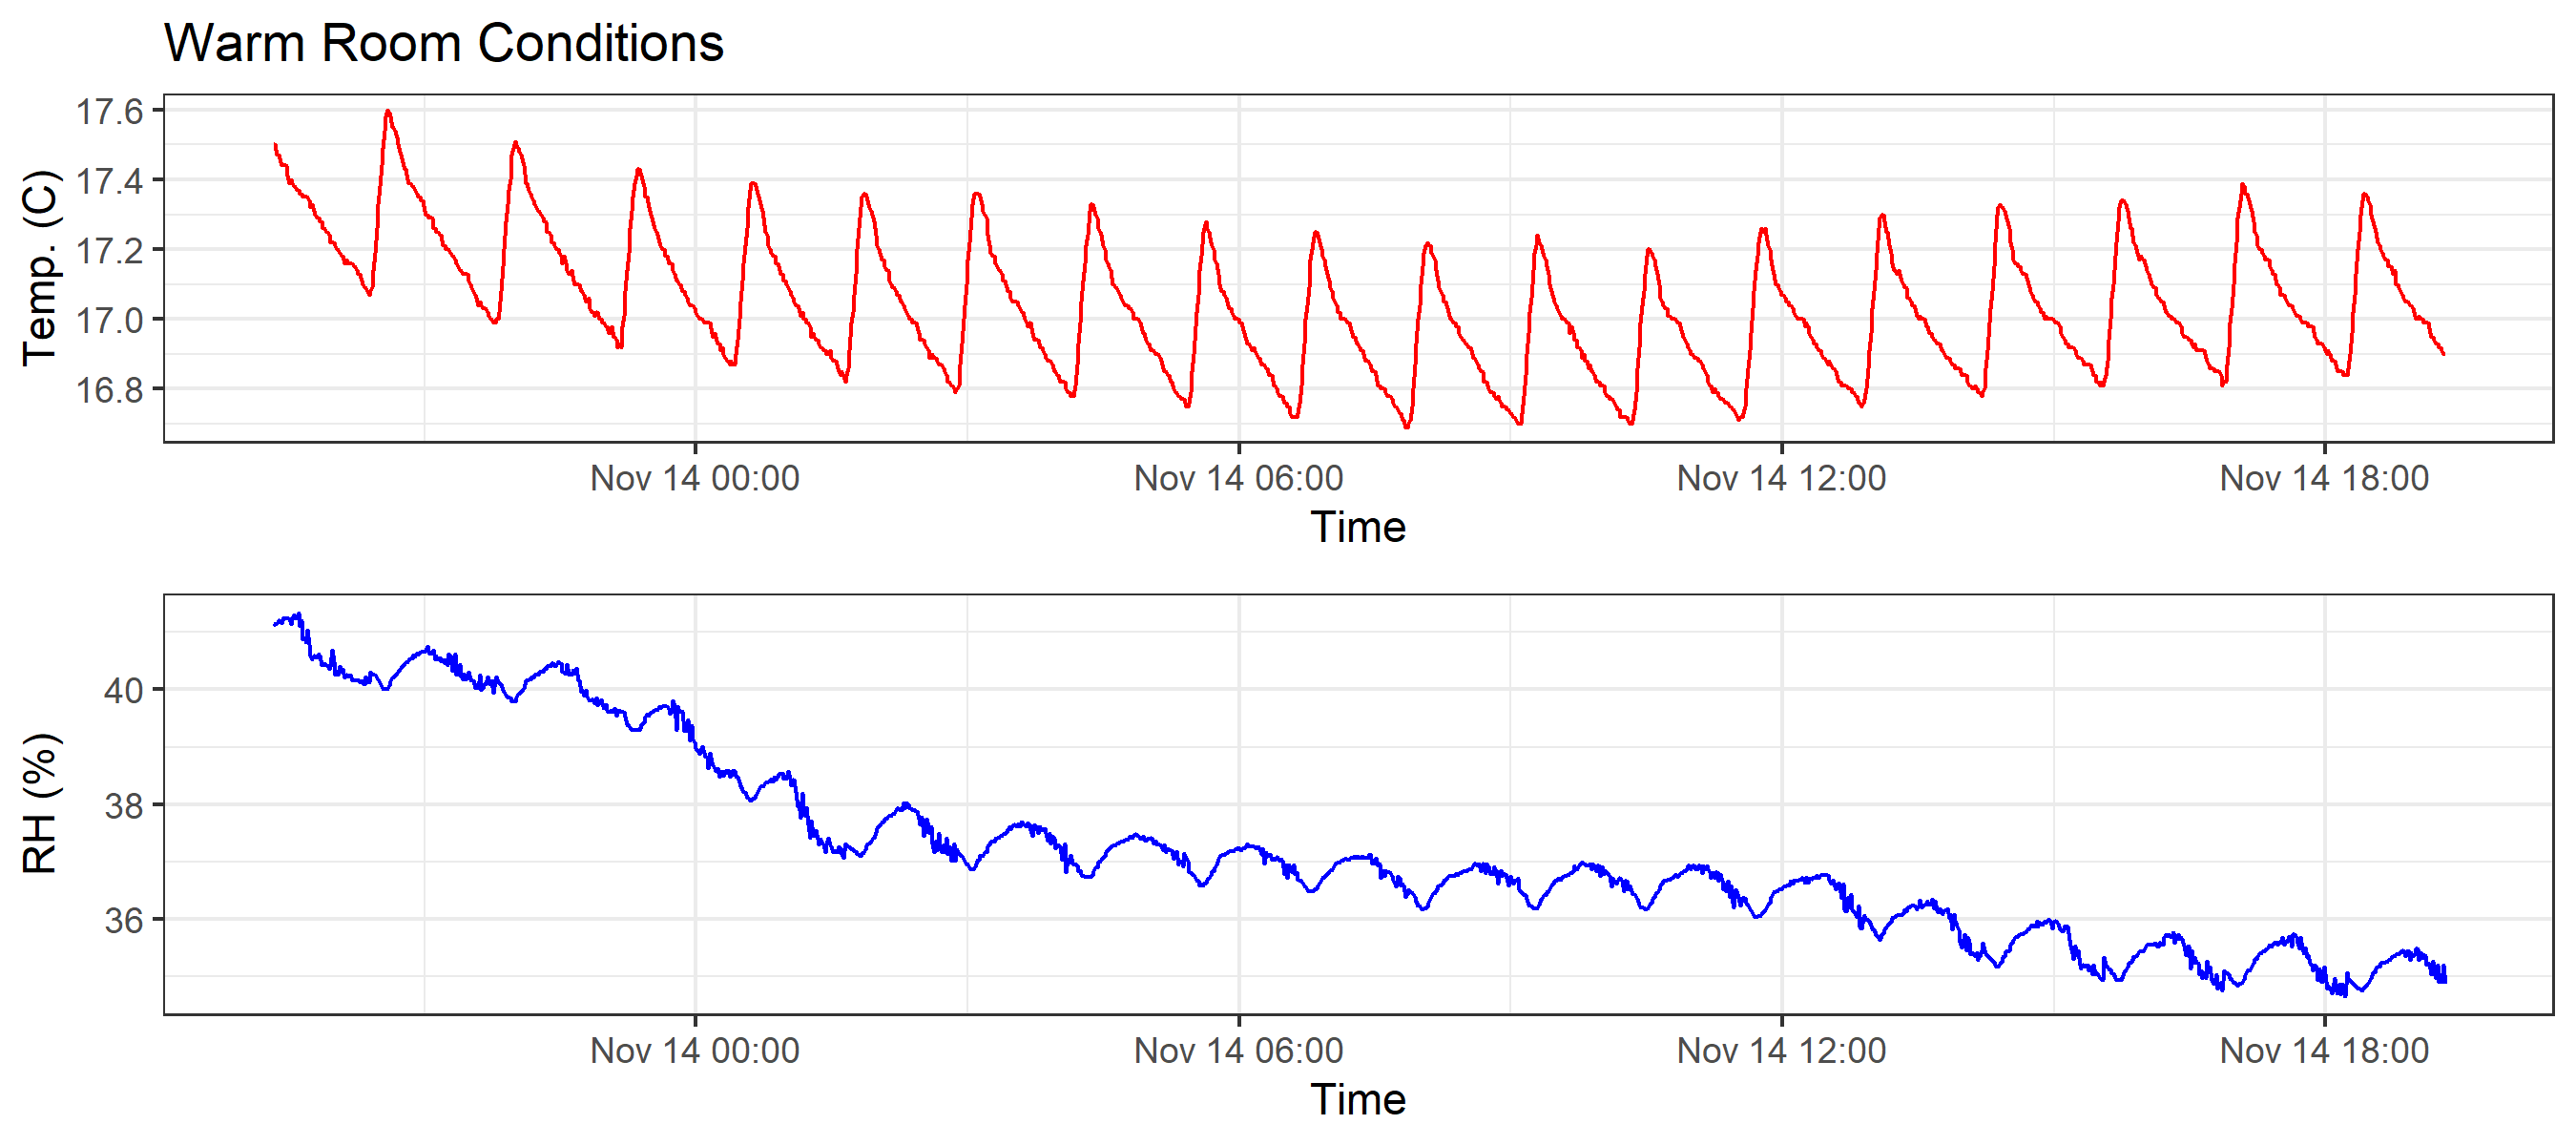 Warm Room Conditions
17.6
17.4
17.2
17.0
16.8
Temp. (C)
Nov 14 00:00 Nov 14 06:00 Nov 14 12:00 Nov 14 18:00
Time
40
38
36
RH (%)
Nov 14 00:00 Nov 14 06:00 Nov 14 12:00 Nov 14 18:00
Time